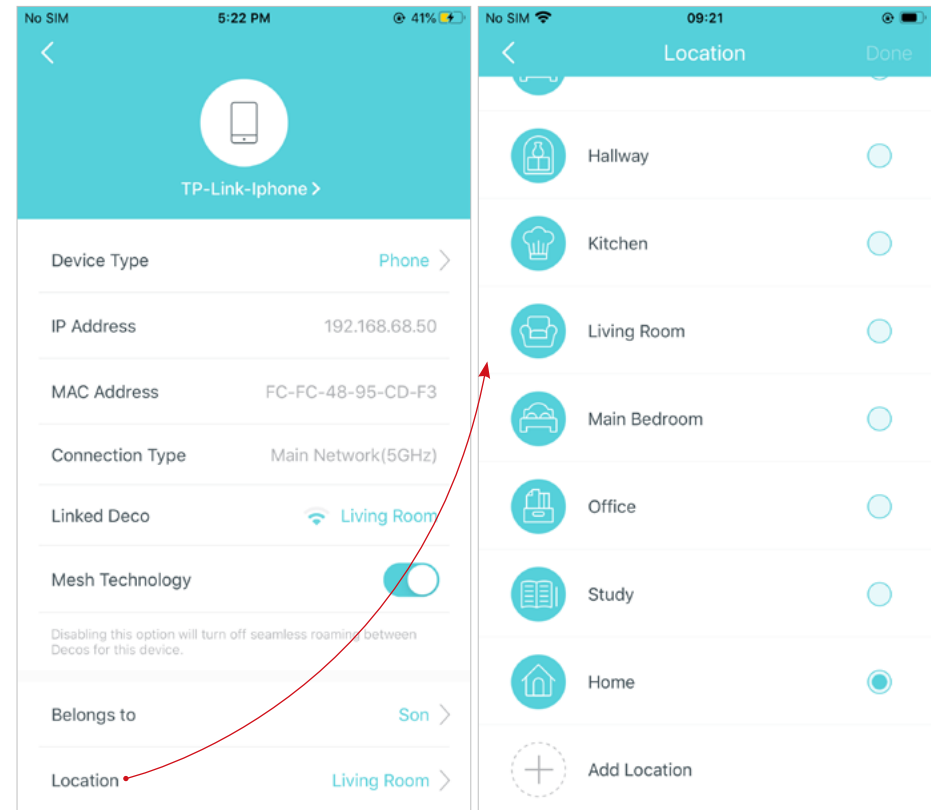 No SIM 5:22 PM 41%
TP-Link-Iphone >
Device Type Phone >
IP Address 192.168.68.50
MAC Address FC-FC-48-95-CD-F3
Connection Type Main Network(5GHz)
Linked Deco Living Room
Mesh Technology
Disabling this option will turn off seamless roaming between
Decos for this device.
Belongs to Son >
Location Living Room >
No SIM 09:21
Location Done
Hallway
Kitchen
Living Room
Main Bedroom
Office
Study
Home
Add Location